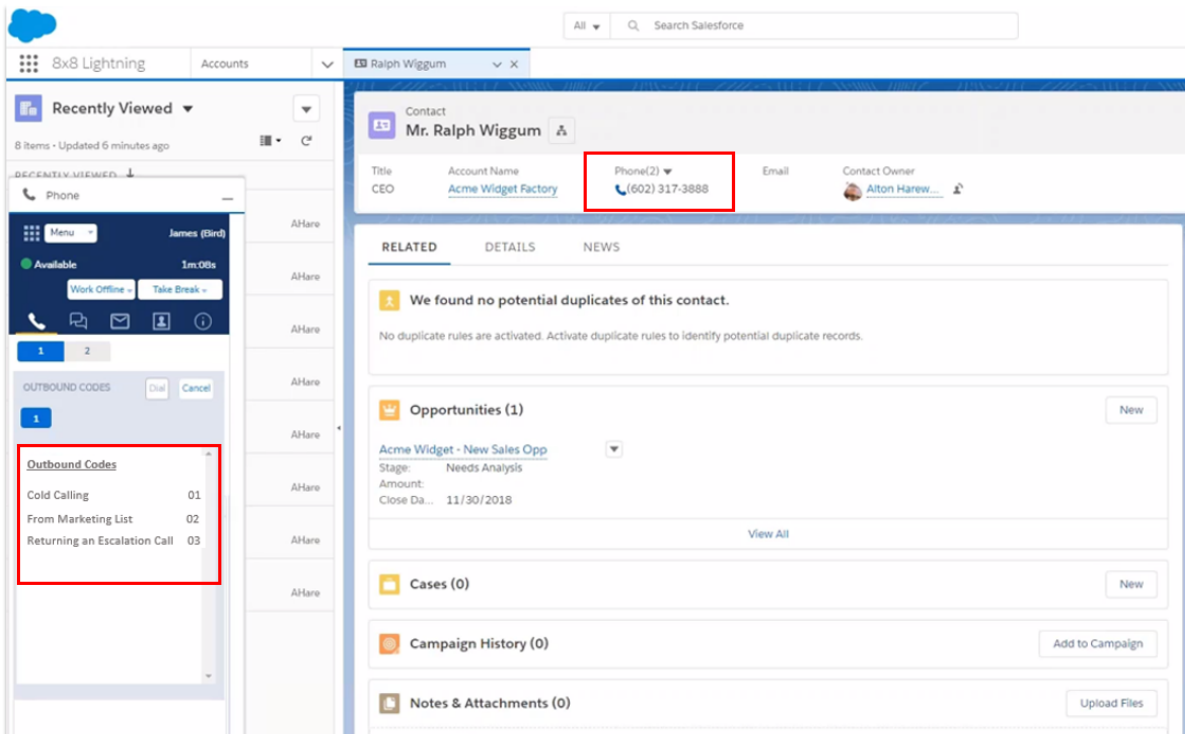 All
Search Salesforce
8x8 Lightning
Accounts
Ralph Wiggum
Recently Viewed
8 items • Updated 6 minutes ago
RECENTLY VIEWED
Phone
Menu
James (Bird)
Available
1m:08s
Work Offline
Take Break
1
2
OUTBOUND CODES
Dial
Cancel
1
Outbound Codes
Cold Calling 01
From Marketing List 02
Returning an Escalation Call 03
AHare
AHare
AHare
AHare
AHare
AHare
AHare
AHare
Contact
Mr. Ralph Wiggum
Title
CEO
Account Name
Acme Widget Factory
Phone(2)
(602) 317-3888
Email
Contact Owner
Alton Harew...
RELATED
DETAILS
NEWS
We found no potential duplicates of this contact.
No duplicate rules are activated. Activate duplicate rules to identify potential duplicate records.
Opportunities (1)
New
Acme Widget - New Sales Opp
Stage: Needs Analysis
Amount:
Close Da... 11/30/2018
View All
Cases (0)
New
Campaign History (0)
Add to Campaign
Notes & Attachments (0)
Upload Files